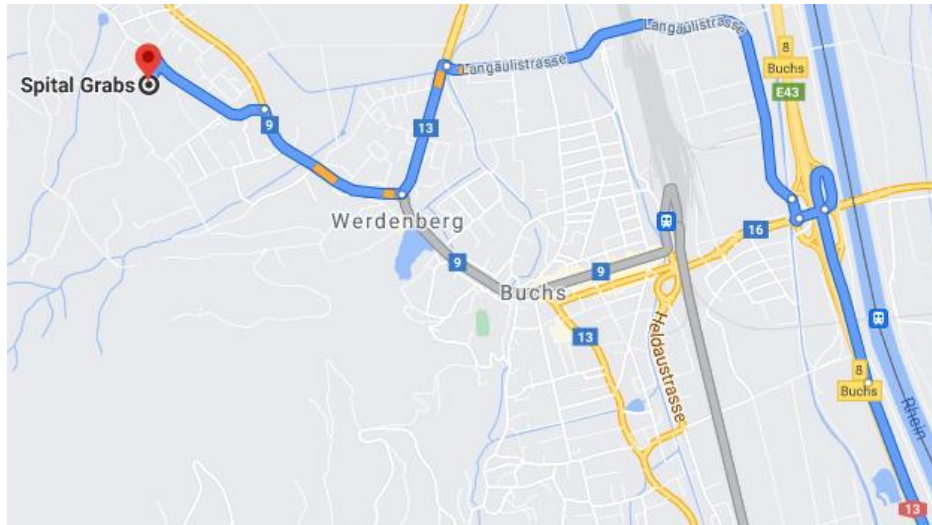 Langäulistrasse
8
Buchs
Langäulistrasse
Spital Grabs
E43
9
13
Werdenberg
16
9
9
Buchs
13
Heldaustrasse
8
Buchs
Rhein
13